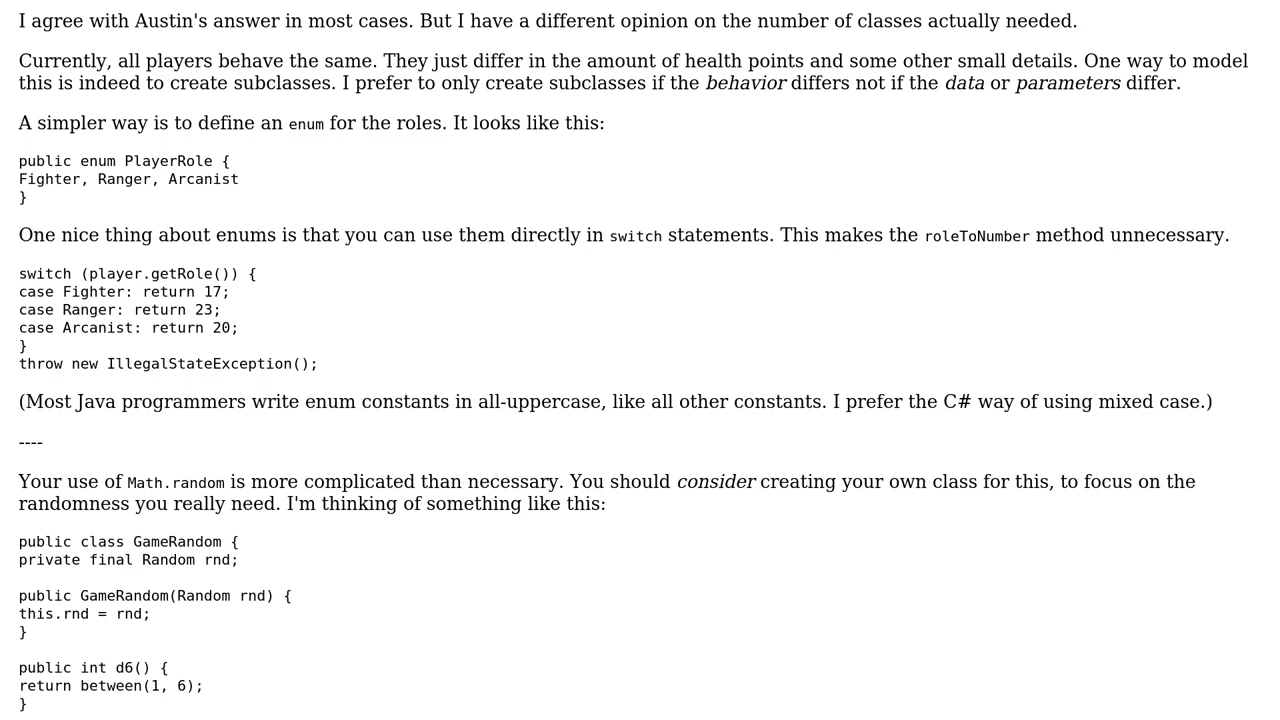 I agree with Austin's answer in most cases. But I have a different opinion on the number of classes actually needed.
Currently, all players behave the same. They just differ in the amount of health points and some other small details. One way to model
this is indeed to create subclasses. I prefer to only create subclasses if the behavior differs not if the data or parameters differ.
A simpler way is to define an enum for the roles. It looks like this:
public enum PlayerRole {
Fighter, Ranger, Arcanist
}
One nice thing about enums is that you can use them directly in switch statements. This makes the roleToNumber method unnecessary.
switch (player.getRole()) {
case Fighter: return 17;
case Ranger: return 23;
case Arcanist: return 20;
}
throw new IllegalStateException();
(Most Java programmers write enum constants in all-uppercase, like all other constants. I prefer the C# way of using mixed case.)
----
Your use of Math.random is more complicated than necessary. You should consider creating your own class for this, to focus on the
randomness you really need. I'm thinking of something like this:
public class GameRandom {
private final Random rnd;
public GameRandom(Random rnd) {
this.rnd = rnd;
}
public int d6() {
return between(1, 6);
}